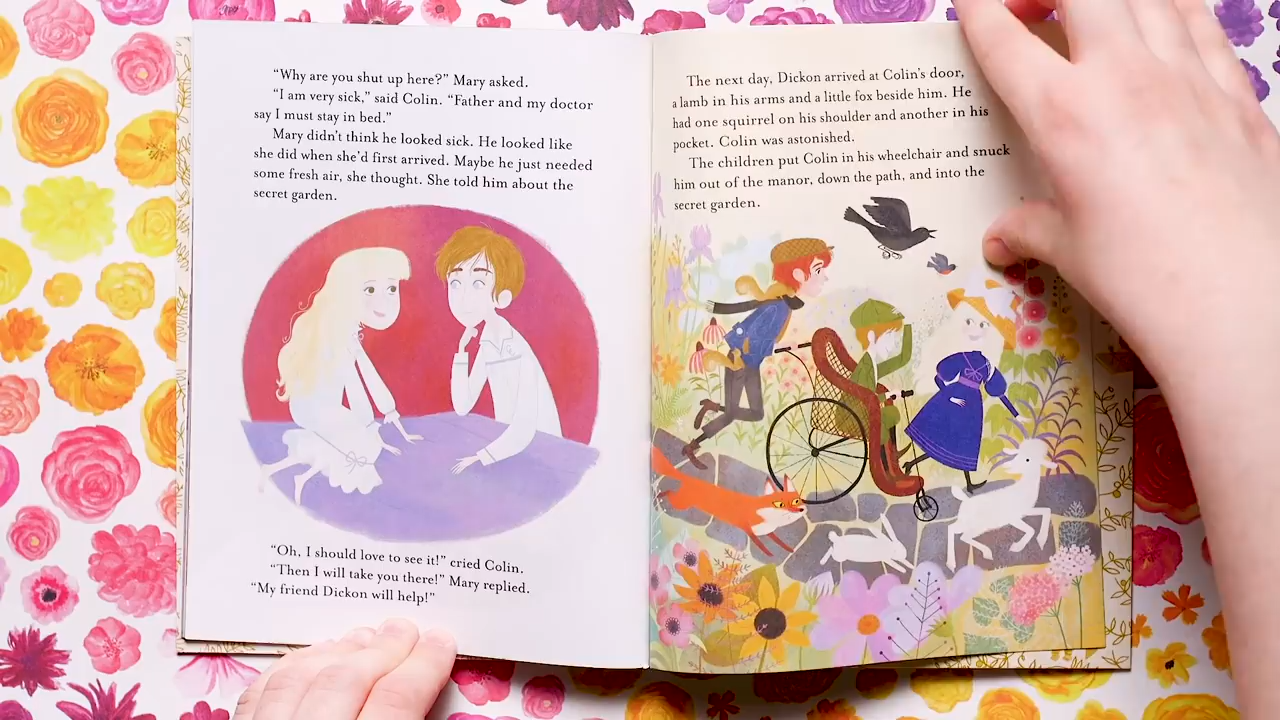 “Why are you shut up here?” Mary asked.
“I am very sick,” said Colin. “Father and my doctor
say I must stay in bed.”
Mary didn’t think he looked sick. He looked like
she did when she’d first arrived. Maybe he just needed
some fresh air, she thought. She told him about the
secret garden.
“Oh, I should love to see it!” cried Colin.
“Then I will take you there!” Mary replied.
“My friend Dickon will help!”
The next day, Dickon arrived at Colin’s door,
a lamb in his arms and a little fox beside him. He
had one squirrel on his shoulder and another in his
pocket. Colin was astonished.
The children put Colin in his wheelchair and snuck
him out of the manor, down the path, and into the
secret garden.